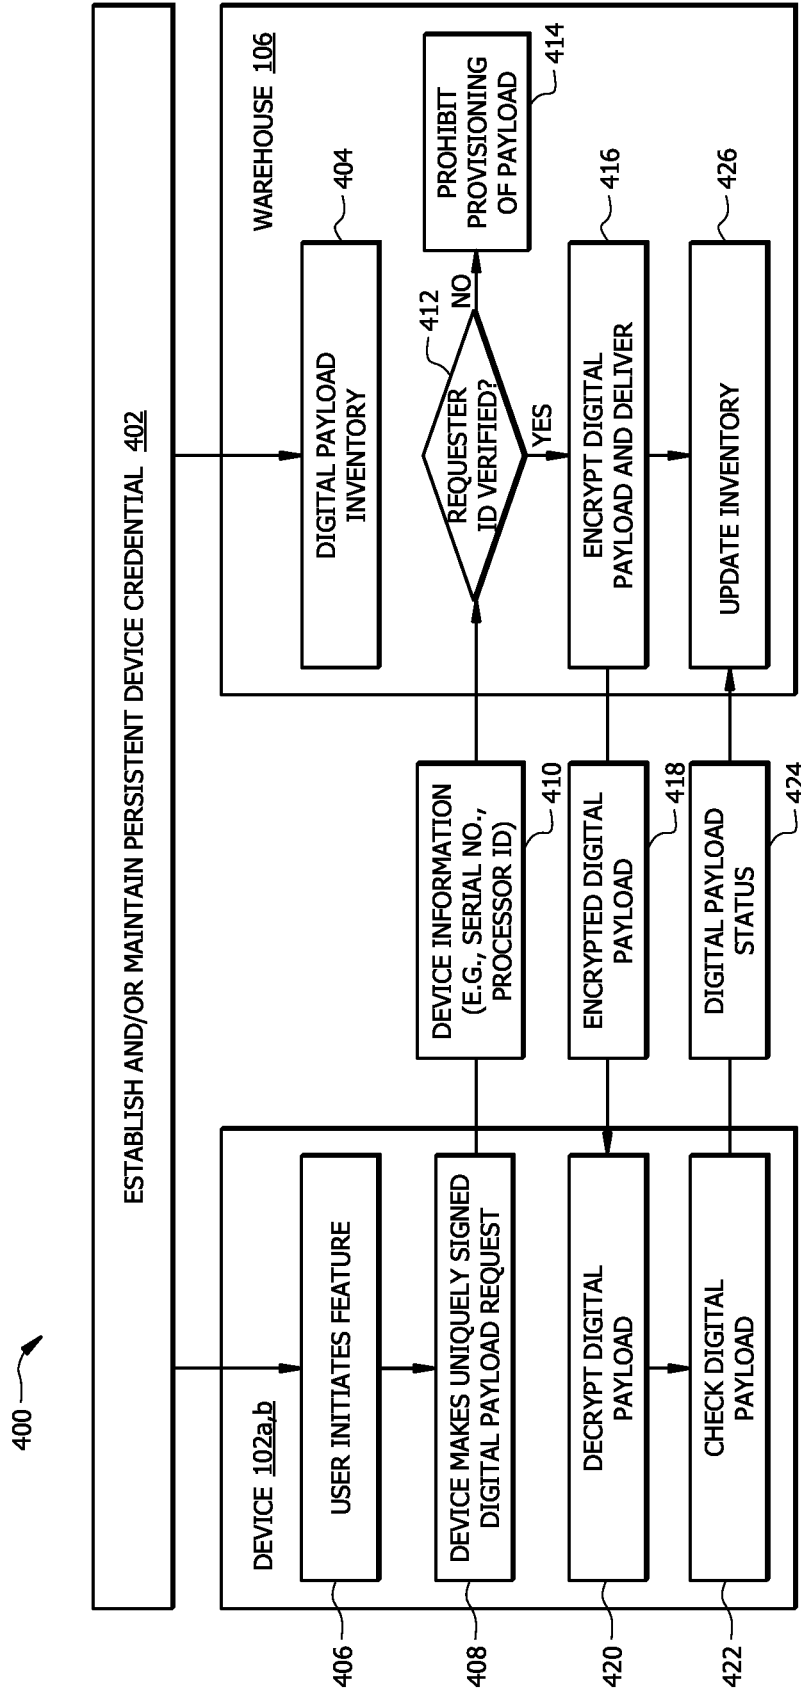 400
ESTABLISH AND/OR MAINTAIN PERSISTENT DEVICE CREDENTIAL 402
DEVICE 102a,b
USER INITIATES FEATURE
406
DEVICE MAKES UNIQUELY SIGNED
DIGITAL PAYLOAD REQUEST
408
DECRYPT DIGITAL
PAYLOAD
420
CHECK DIGITAL
PAYLOAD
422
DEVICE INFORMATION
(E.G., SERIAL NO.,
PROCESSOR ID)
410
ENCRYPTED DIGITAL
PAYLOAD
418
DIGITAL PAYLOAD
STATUS
424
WAREHOUSE 106
DIGITAL PAYLOAD
INVENTORY
404
REQUESTER
ID VERIFIED?
412
NO
PROHIBIT
PROVISIONING
OF PAYLOAD
414
YES
ENCRYPT DIGITAL
PAYLOAD AND DELIVER
416
UPDATE INVENTORY
426